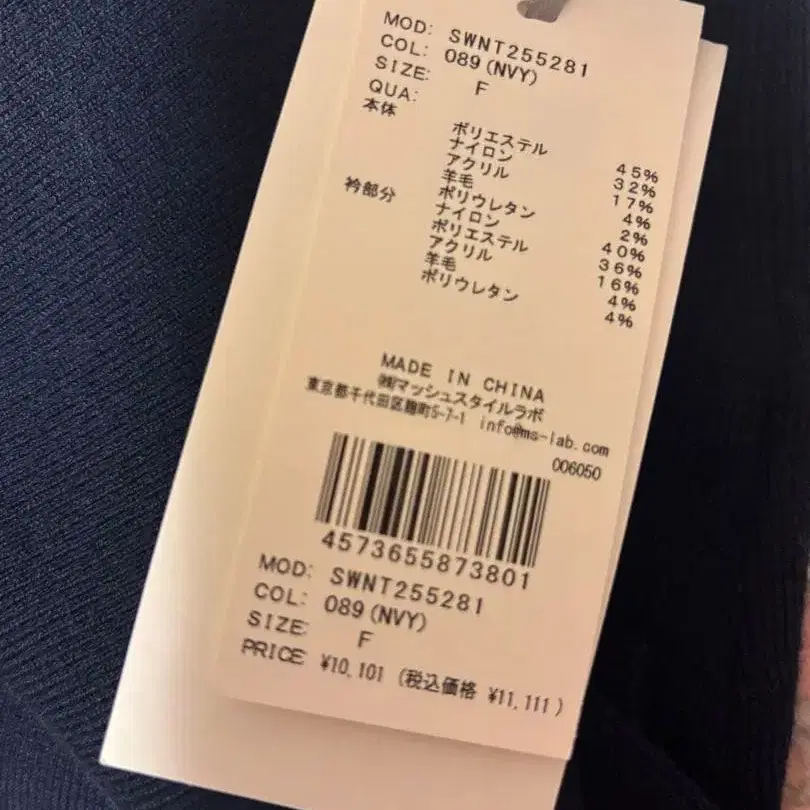 MOD: SWNT255281
COL: 089(NVY)
SIZE: F
QUA:
本体
ポリエステル 45%
ナイロン 32%
アクリル 17%
羊毛 4%
ポリウレタン 2%
衿部分
ナイロン 40%
ポリエステル 36%
アクリル 16%
羊毛 4%
ポリウレタン 4%
MADE IN CHINA
㈱マッシュスタイルラボ
東京都千代田区麹町5-7-1 info@ms-lab.com
006050
4573655873801
MOD: SWNT255281
COL: 089(NVY)
SIZE: F
PRICE ¥10,101 (税込価格 ¥11,111)